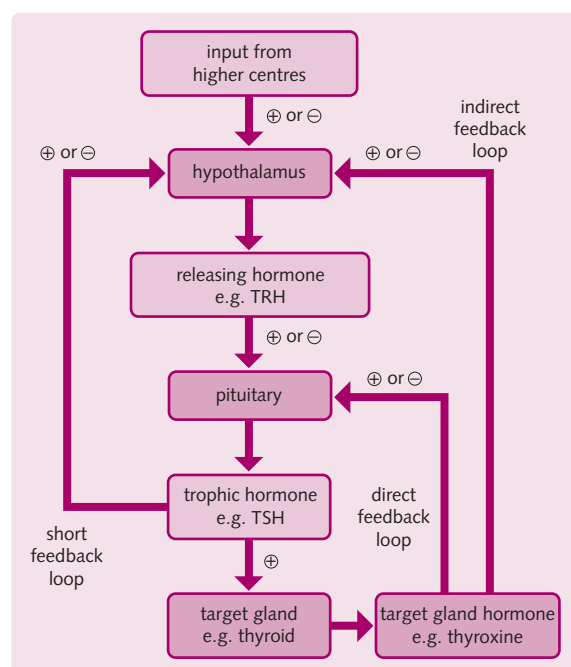 input from
higher centres
⊕ or ⊖
indirect
feedback
loop
⊕ or ⊖
⊕ or ⊖
hypothalamus
releasing hormone
e.g. TRH
⊕ or ⊖
⊕ or ⊖
pituitary
trophic hormone
e.g. TSH
direct
feedback
loop
short
feedback
loop
⊕
target gland
e.g. thyroid
target gland hormone
e.g. thyroxine